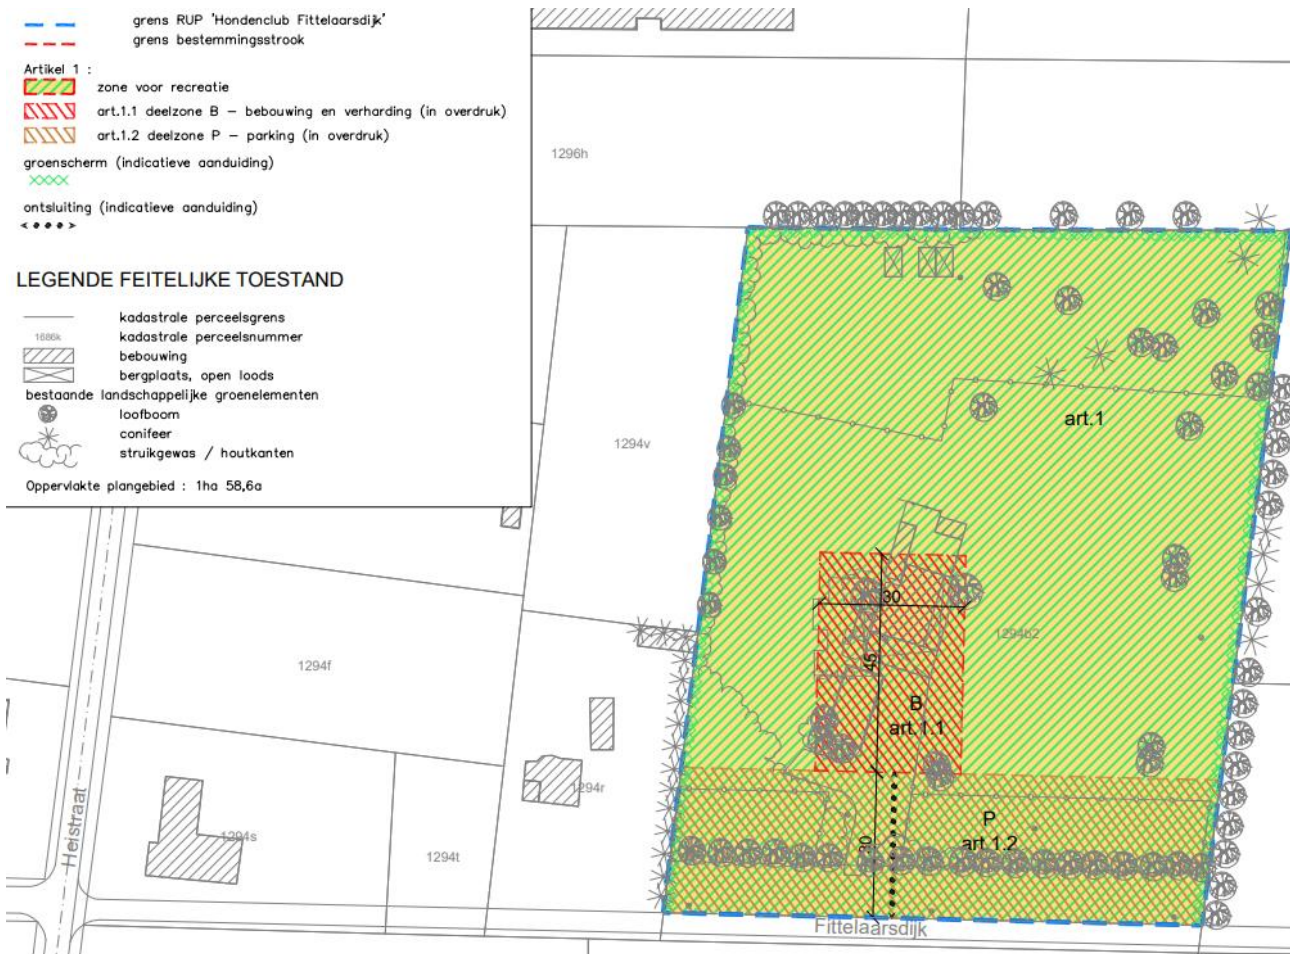 grens RUP 'Hondenclub Fittelaarsdijk'
grens bestemmingsstrook
Artikel 1 :
zone voor recreatie
art.1.1 deelzone B – bebouwing en verharding (in overdruk)
art.1.2 deelzone P – parking (in overdruk)
groenscherm (indicatieve aanduiding)
ontsluiting (indicatieve aanduiding)
LEGENDE FEITELIJKE TOESTAND
kadastrale perceelsgrens
1686k kadastrale perceelsnummer
bebouwing
bergplaats, open loods
bestaande landschappelijke groenelementen
loofboom
conifeer
struikgewas / houtkanten
Oppervlakte plangebied : 1ha 58,6a
1296h
1294v
art.1
30
1294b2
45
1294f
B
art.1.1
1294r
Heistraat
1294s
1294t
P
art 1.2
30
Fittelaarsdijk